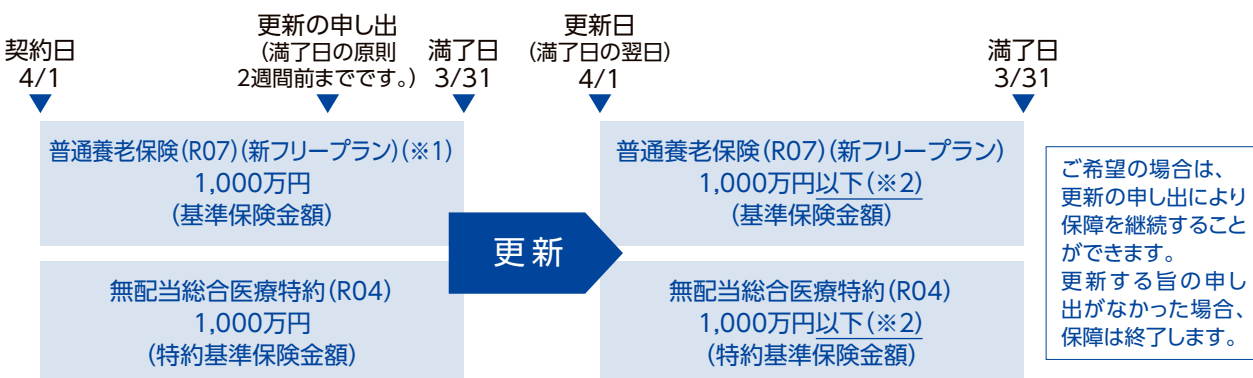 契約日
4/1
更新の申し出
(満了日の原則
2週間前までです。)
満了日
3/31
更新日
(満了日の翌日)
4/1
満了日
3/31
普通養老保険(R07)(新フリープラン)(※1)
1,000万円
(基準保険金額)
無配当総合医療特約(R04)
1,000万円
(特約基準保険金額)
更新
普通養老保険(R07)(新フリープラン)
1,000万円以下(※2)
(基準保険金額)
無配当総合医療特約(R04)
1,000万円以下(※2)
(特約基準保険金額)
ご希望の場合は、
更新の申し出により
保障を継続すること
ができます。
更新する旨の申し
出がなかった場合、
保障は終了します。